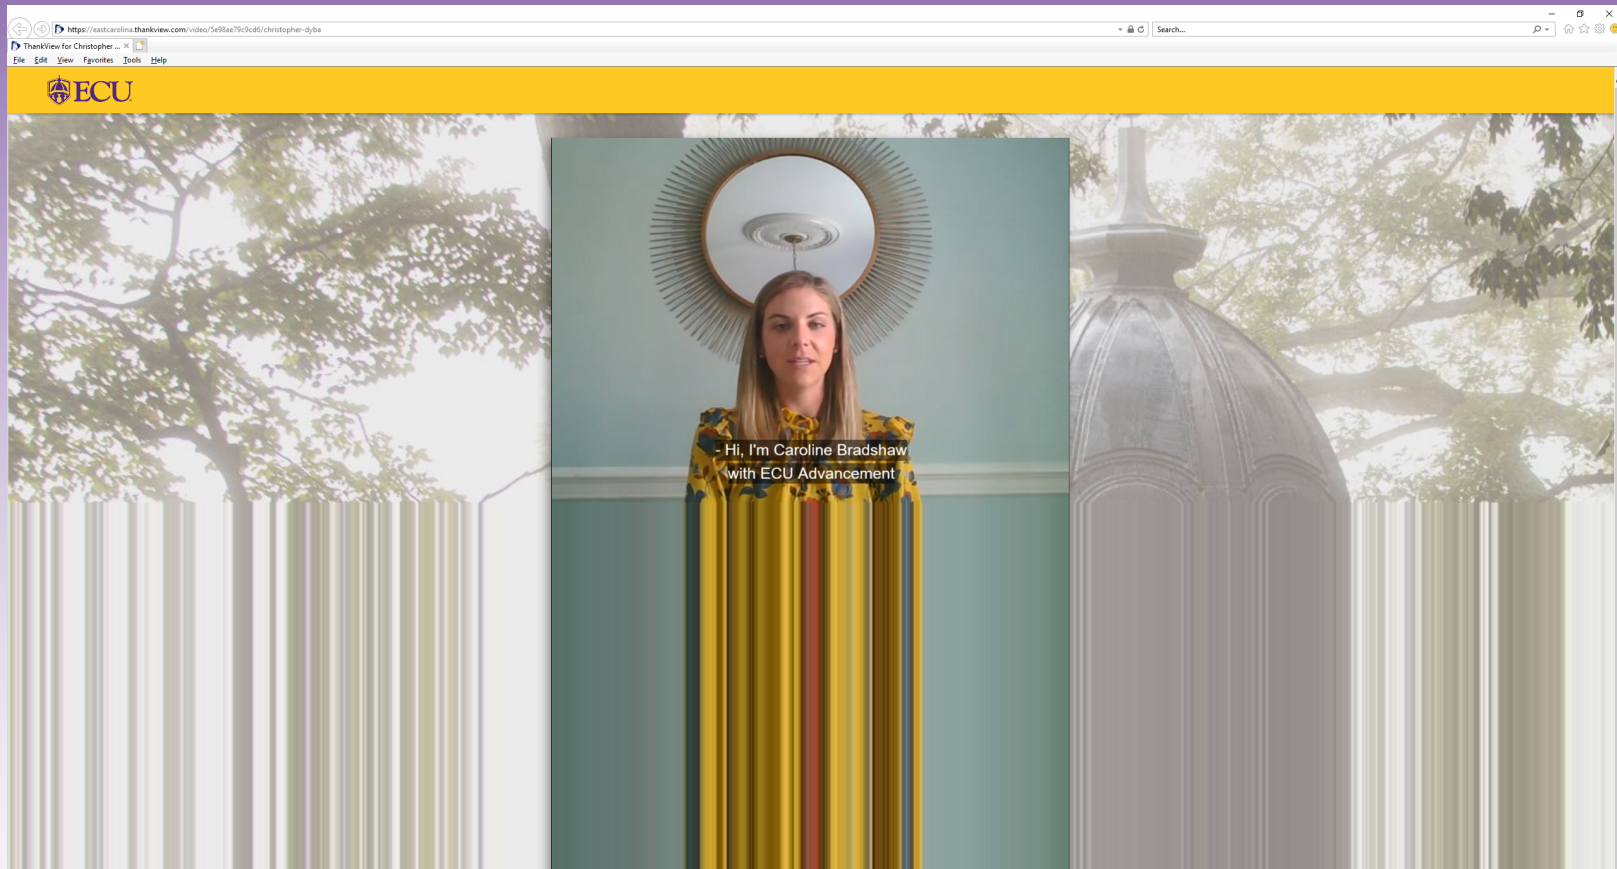 https://eastcarolina.thankview.com/video/5e98ae79c9cd6/christopher-dyba
Search...
ThankView for Christopher ...
File Edit View Favorites Tools Help
ECU
- Hi, I'm Caroline Bradshaw
with ECU Advancement